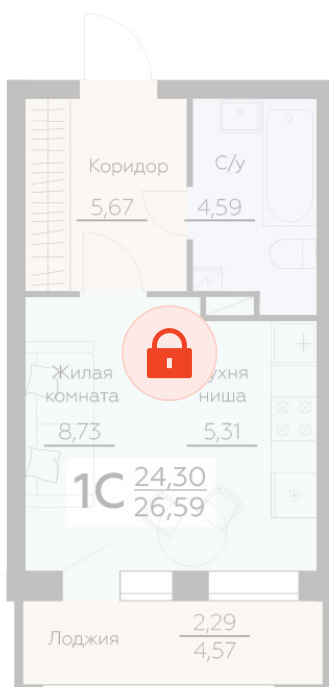 Коридор
5,67
С/у
4,59
Жилая
комната
8,73
ухня
ниша
5,31
1С
24,30
26,59
Лоджия
2,29
4,57